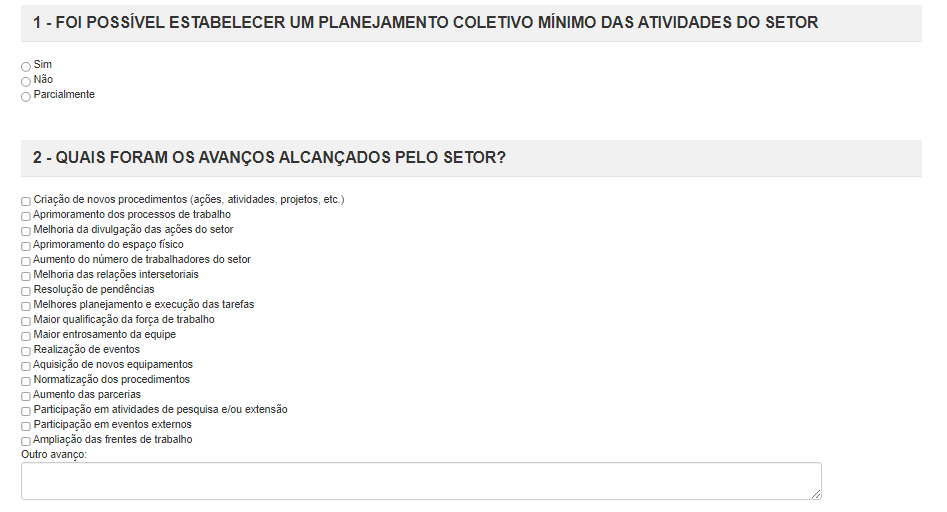 1 - FOI POSSÍVEL ESTABELECER UM PLANEJAMENTO COLETIVO MÍNIMO DAS ATIVIDADES DO SETOR
Sim
Não
Parcialmente
2 - QUAIS FORAM OS AVANÇOS ALCANÇADOS PELO SETOR?
Criação de novos procedimentos (ações, atividades, projetos, etc.)
Aprimoramento dos processos de trabalho
Melhoria da divulgação das ações do setor
Aprimoramento do espaço físico
Aumento do número de trabalhadores do setor
Melhoria das relações intersetoriais
Resolução de pendências
Melhores planejamento e execução das tarefas
Maior qualificação da força de trabalho
Maior entrosamento da equipe
Realização de eventos
Aquisição de novos equipamentos
Normatização dos procedimentos
Aumento das parcerias
Participação em atividades de pesquisa e/ou extensão
Participação em eventos externos
Ampliação das frentes de trabalho
Outro avanço: